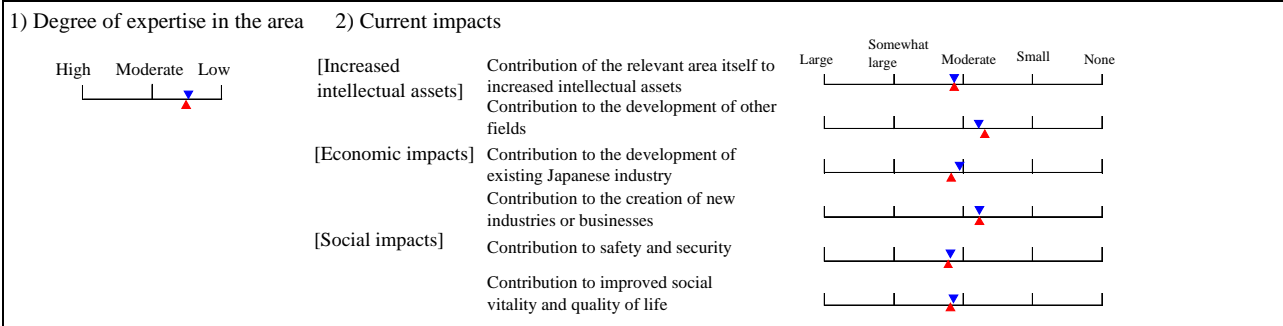 1) Degree of expertise in the area 2) Current impacts
High Moderate Low
[Increased
intellectual assets]
Contribution of the relevant area itself to
increased intellectual assets
Large Somewhat
large Moderate Small None
Contribution to the development of other
fields
[Economic impacts] Contribution to the development of
existing Japanese industry
Contribution to the creation of new
industries or businesses
[Social impacts] Contribution to safety and security
Contribution to improved social
vitality and quality of life